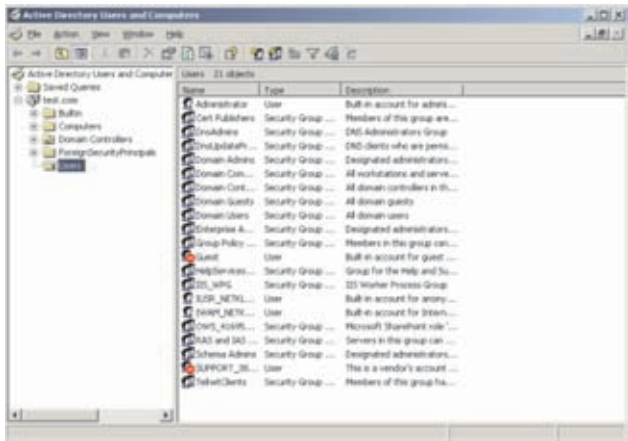 Active Directory Users and Computers
File Action View Window Help
Active Directory Users and Computer
Saved Queries
test.com
Builtin
Computers
Domain Controllers
ForeignSecurityPrincipals
Users
Users 21 objects
Name Type Description
Administrator User Built-in account for admini...
Cert Publishers Security Group ... Members of this group are...
DnsAdmins Security Group ... DNS Administrators Group
DnsUpdatePr... Security Group ... DNS clients who are permi...
Domain Admins Security Group ... Designated administrators...
Domain Com... Security Group ... All workstations and serve...
Domain Cont... Security Group ... All domain controllers in th...
Domain Guests Security Group ... All domain guests
Domain Users Security Group ... All domain users
Enterprise A... Security Group ... Designated administrators...
Group Policy ... Security Group ... Members in this group can...
Guest User Built-in account for guest ...
HelpServices... Security Group ... Group for the Help and Su...
IIS_WPG Security Group ... IIS Worker Process Group
IUSR_NETKL... User Built-in account for anony...
IWAM_NETK... User Built-in account for Intern...
Security Group ... Microsoft SharePoint role '...
RAS and IAS ... Security Group ... Servers in this group can ...
Schema Admins Security Group ... Designated administrators...
SUPPORT_38... User This is a vendor's account ...
TelnetClients Security Group ... Members of this group ha...